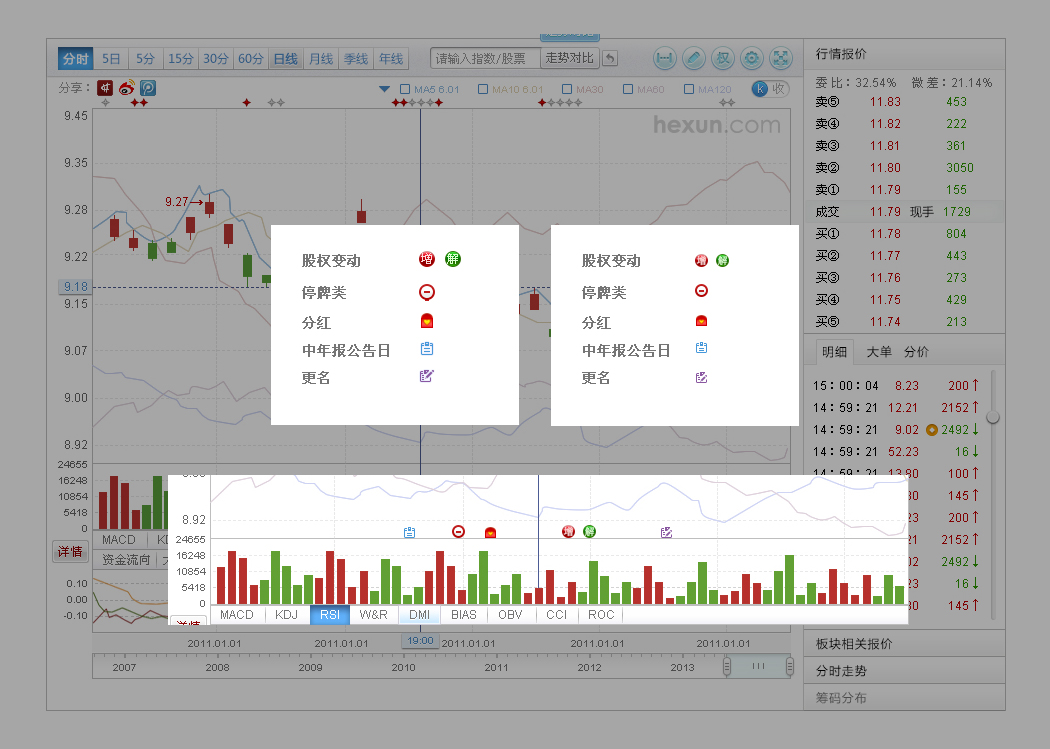 分时 5日 5分 15分 30分 60分 日线 月线 季线 年线 请输入指数/股票 走势对比 权
分享：
MA5 6.01 MA10 6.01 MA30 MA60 MA120 k 收
hexun.com
9.45
9.35
9.28
9.22
9.18
9.15
9.07
9.00
8.92
9.27→
24655
16248
10854
5418
0
MACD
详情
资金流向
0.10
0.00
-0.10
股权变动 增 解
停牌类
分红
中年报公告日
更名
股权变动 增 解
停牌类
分红
中年报公告日
更名
8.92
24655
16248
10854
5418
0
增 解
MACD KDJ RSI W&R DMI BIAS OBV CCI ROC
2011.01.01 2011.01.01 19:00 2011.01.01 2011.01.01 2011.01.01
2007 2008 2009 2010 2011 2012 2013
行情报价
委比：32.54% 微差：21.14%
卖⑤ 11.83 453
卖④ 11.82 222
卖③ 11.81 361
卖② 11.80 3050
卖① 11.79 155
成交 11.79 现手 1729
买① 11.78 804
买② 11.77 443
买③ 11.76 273
买④ 11.75 429
买⑤ 11.74 213
明细 大单 分价
15:00:04 8.23 200↑
14:59:21 12.21 2152↑
14:59:21 9.02 2492↓
14:59:21 52.23 16↓
14:59:21 13.80 100↑
145↑
200↑
2152↑
2492↓
16↓
145↑
板块相关报价
分时走势
筹码分布